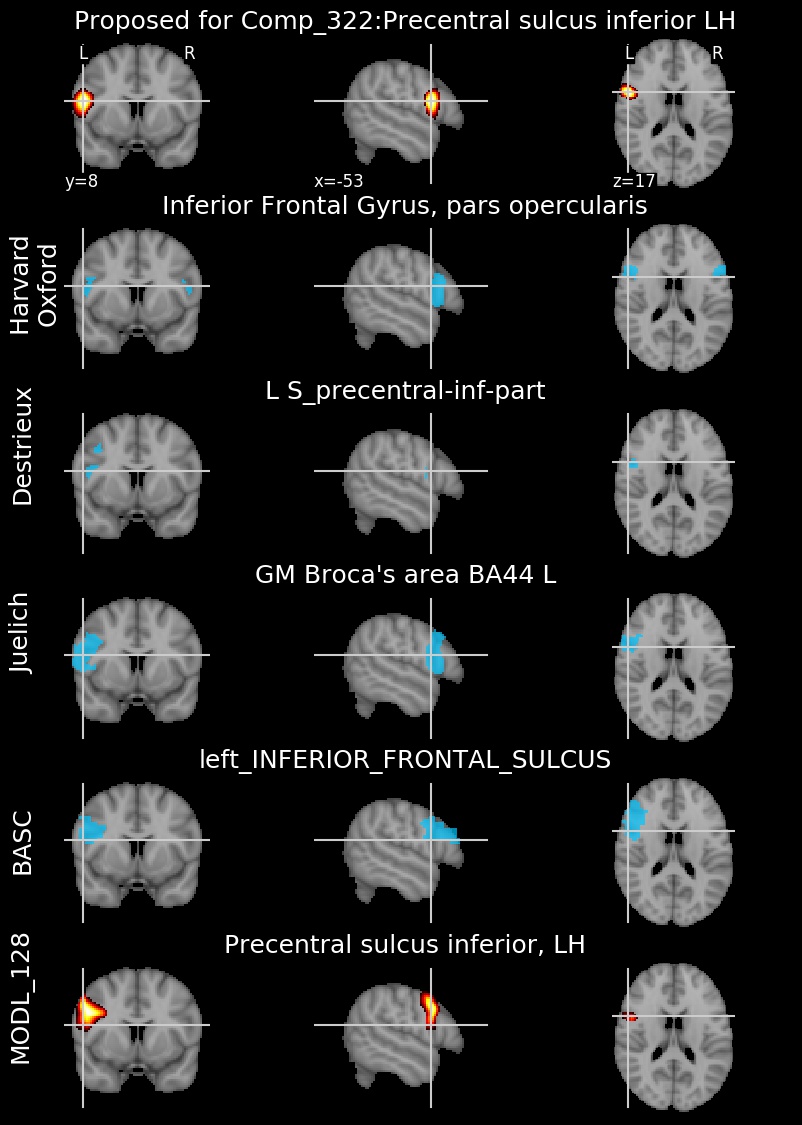 Proposed for Comp_322:Precentral sulcus inferior LH
L R
L R
y=8 x=-53 z=17
Inferior Frontal Gyrus, pars opercularis
Harvard
Oxford
L S_precentral-inf-part
Destrieux
GM Broca's area BA44 L
Juelich
left_INFERIOR_FRONTAL_SULCUS
BASC
Precentral sulcus inferior, LH
MODL_128